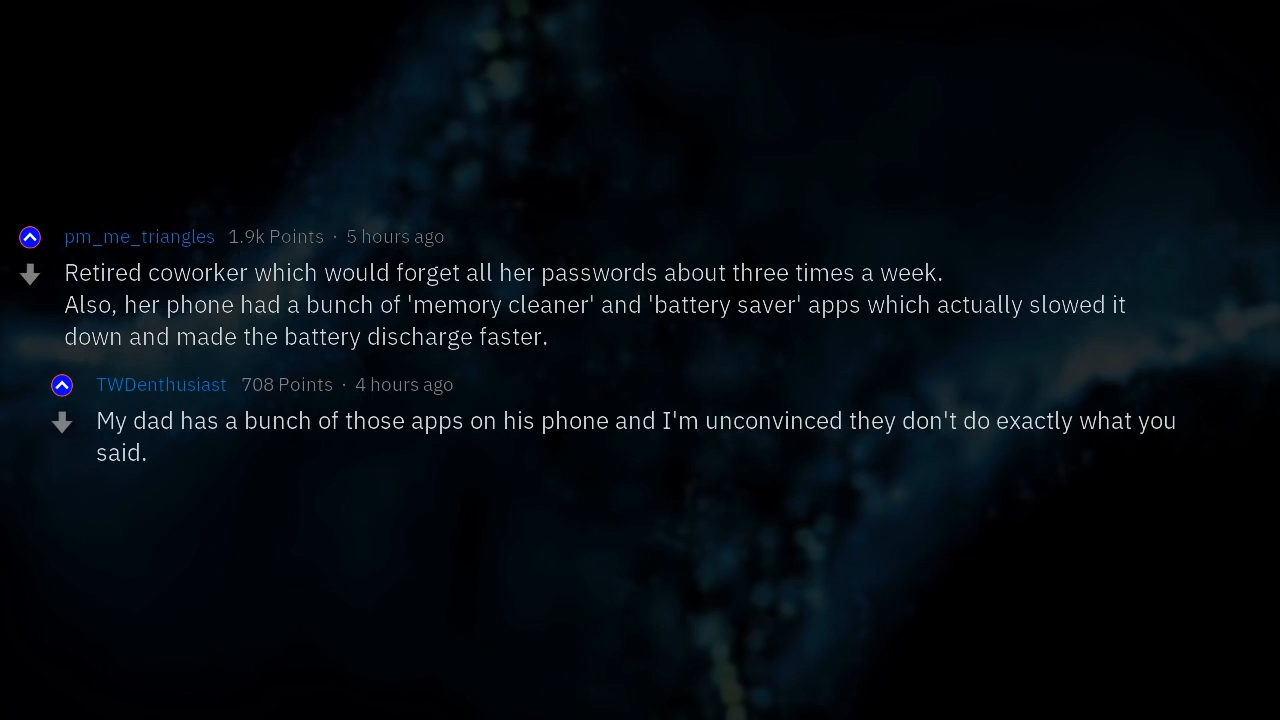 pm_me_triangles 1.9k Points · 5 hours ago
Retired coworker which would forget all her passwords about three times a week.
Also, her phone had a bunch of 'memory cleaner' and 'battery saver' apps which actually slowed it
down and made the battery discharge faster.
TWDenthusiast 708 Points · 4 hours ago
My dad has a bunch of those apps on his phone and I'm unconvinced they don't do exactly what you
said.